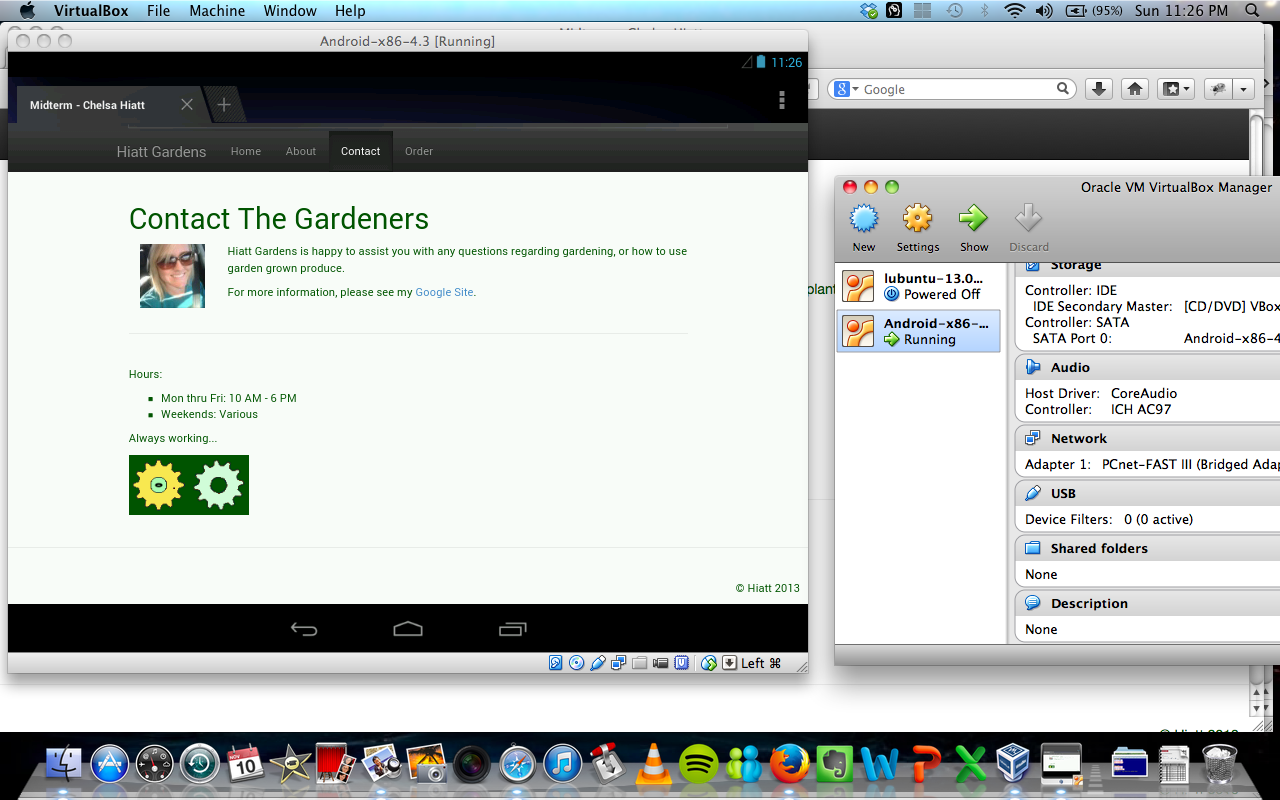 VirtualBox File Machine Window Help (95%) Sun 11:26 PM
Android-x86-4.3 [Running]
11:26
Midterm - Chelsa Hiatt
Hiatt Gardens Home About Contact Order
Contact The Gardeners
Hiatt Gardens is happy to assist you with any questions regarding gardening, or how to use
garden grown produce.
For more information, please see my Google Site.
Hours:
Mon thru Fri: 10 AM - 6 PM
Weekends: Various
Always working...
© Hiatt 2013
Left ⌘
Google
plant
Oracle VM VirtualBox Manager
New Settings Show Discard
lubuntu-13.0...
Powered Off
Android-x86-...
Running
Storage
Controller: IDE
IDE Secondary Master: [CD/DVD] VBox
Controller: SATA
SATA Port 0: Android-x86-4
Audio
Host Driver: CoreAudio
Controller: ICH AC97
Network
Adapter 1: PCnet-FAST III (Bridged Adap
USB
Device Filters: 0 (0 active)
Shared folders
None
Description
None
NOV
10